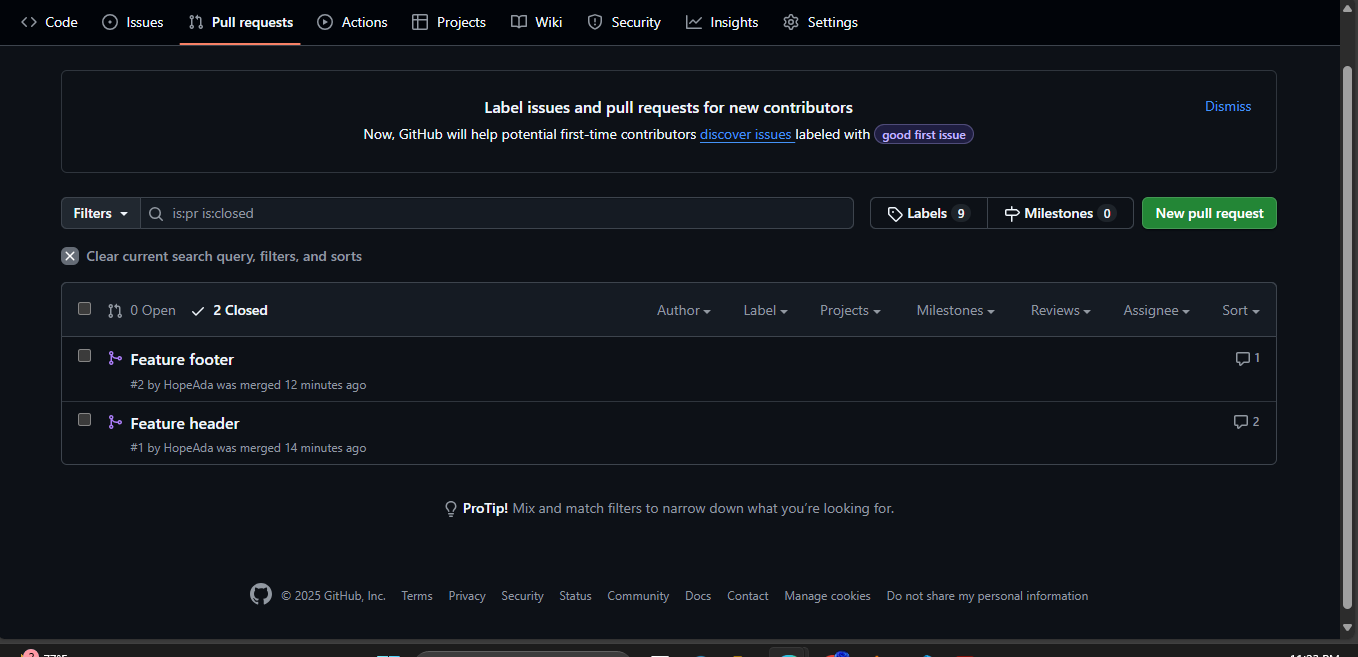 Code Issues Pull requests Actions Projects Wiki Security Insights Settings
Label issues and pull requests for new contributors
Dismiss
Now, GitHub will help potential first-time contributors discover issues labeled with good first issue
Filters is:pr is:closed Labels 9 Milestones 0 New pull request
Clear current search query, filters, and sorts
0 Open 2 Closed Author Label Projects Milestones Reviews Assignee Sort
Feature footer 1
#2 by HopeAda was merged 12 minutes ago
Feature header 2
#1 by HopeAda was merged 14 minutes ago
ProTip! Mix and match filters to narrow down what you’re looking for.
© 2025 GitHub, Inc. Terms Privacy Security Status Community Docs Contact Manage cookies Do not share my personal information